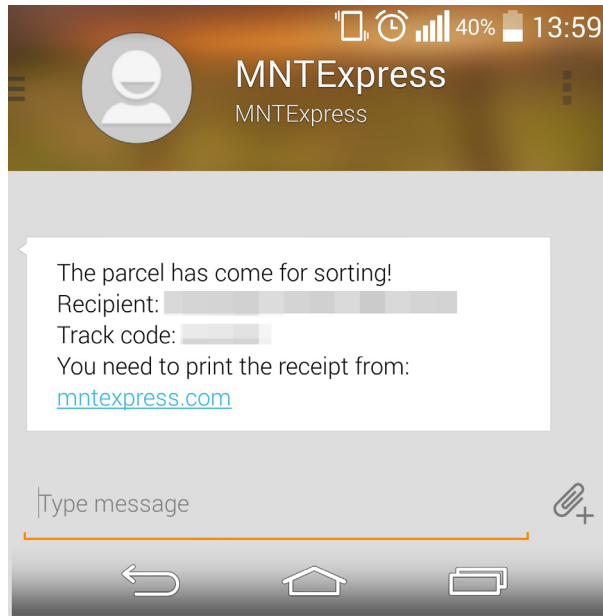 40% 13:59
MNTExpress
MNTExpress
The parcel has come for sorting!
Recipient:
Track code:
You need to print the receipt from:
mntexpress.com
Type message